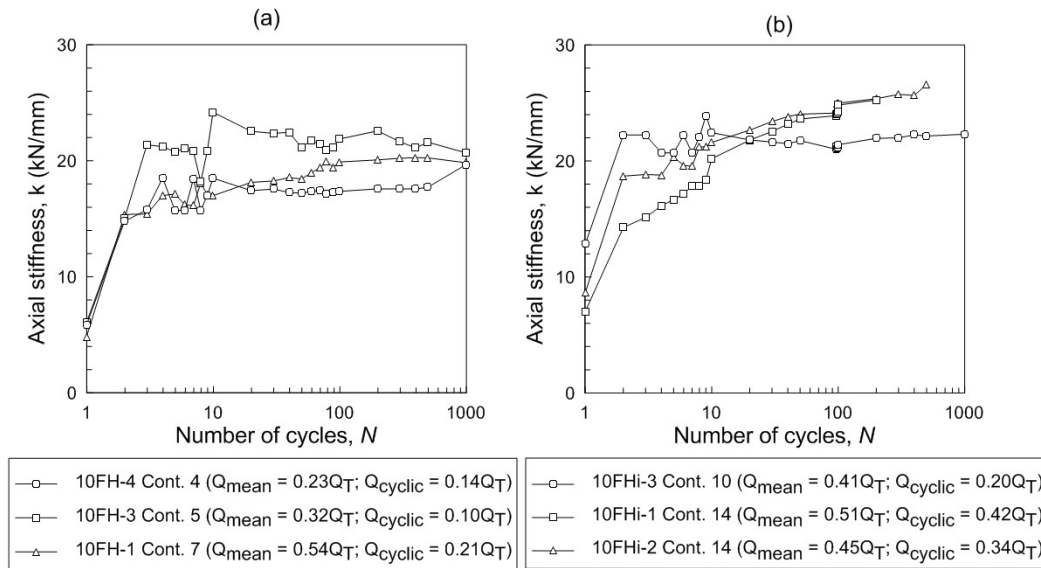 (a)
30
20
10
0
Axial stiffness, k (kN/mm)
1
10
100
1000
Number of cycles, N
10FH-4 Cont. 4 (Qmean = 0.23QT; Qcyclic = 0.14QT)
10FH-3 Cont. 5 (Qmean = 0.32QT; Qcyclic = 0.10QT)
10FH-1 Cont. 7 (Qmean = 0.54QT; Qcyclic = 0.21QT)
(b)
30
20
10
0
Axial stiffness, k (kN/mm)
1
10
100
1000
Number of cycles, N
10FHi-3 Cont. 10 (Qmean = 0.41QT; Qcyclic = 0.20QT)
10FHi-1 Cont. 14 (Qmean = 0.51QT; Qcyclic = 0.42QT)
10FHi-2 Cont. 14 (Qmean = 0.45QT; Qcyclic = 0.34QT)